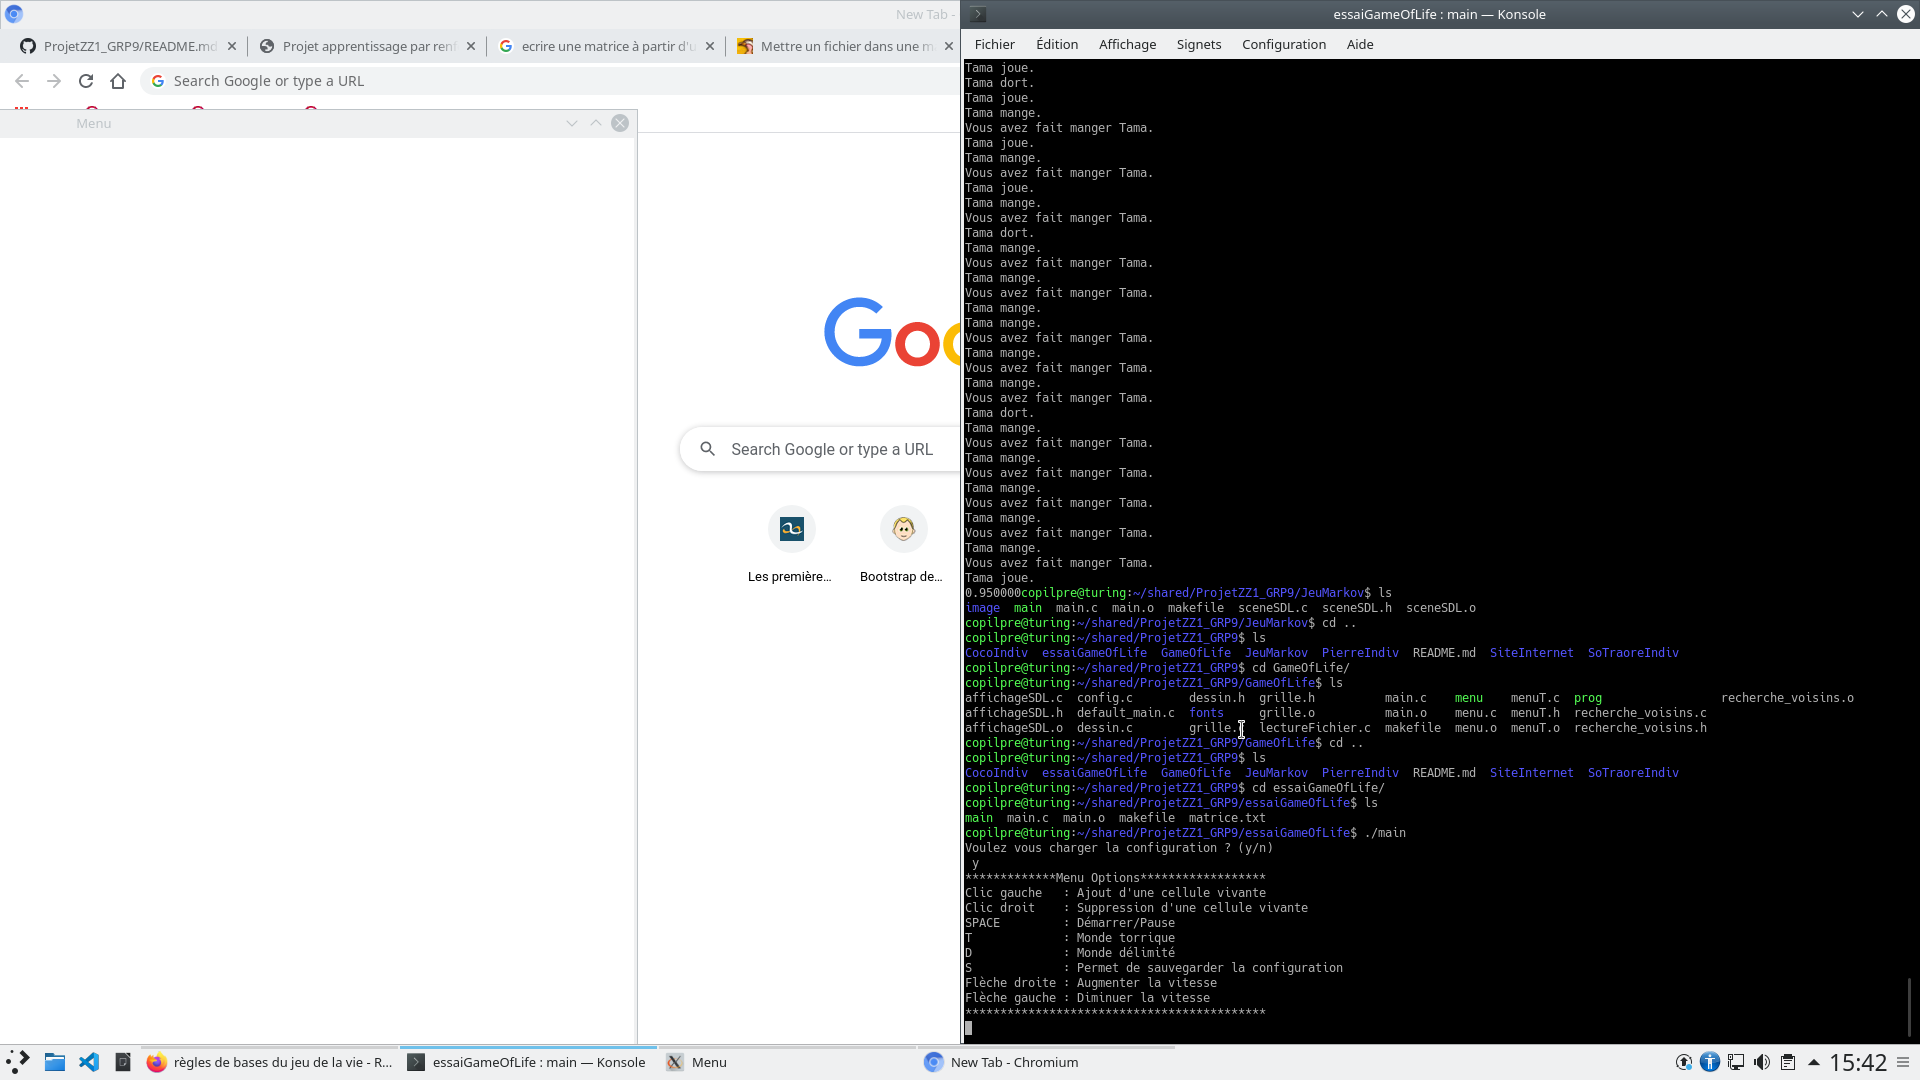 New Tab -
ProjetZZ1_GRP9/README.md
Projet apprentissage par renf
ecrire une matrice à partir d'u
Mettre un fichier dans une m
Search Google or type a URL
Menu
Goo
Search Google or type a URL
Les première...
Bootstrap de...
essaiGameOfLife : main — Konsole
Fichier Édition Affichage Signets Configuration Aide
Tama joue.
Tama dort.
Tama joue.
Tama mange.
Vous avez fait manger Tama.
Tama joue.
Tama mange.
Vous avez fait manger Tama.
Tama joue.
Tama mange.
Vous avez fait manger Tama.
Tama dort.
Tama mange.
Vous avez fait manger Tama.
Tama mange.
Vous avez fait manger Tama.
Tama mange.
Tama mange.
Vous avez fait manger Tama.
Tama mange.
Vous avez fait manger Tama.
Tama mange.
Vous avez fait manger Tama.
Tama dort.
Tama mange.
Vous avez fait manger Tama.
Tama mange.
Vous avez fait manger Tama.
Tama mange.
Vous avez fait manger Tama.
Tama mange.
Vous avez fait manger Tama.
Tama mange.
Vous avez fait manger Tama.
Tama joue.
0.950000copilpre@turing:~/shared/ProjetZZ1_GRP9/JeuMarkov$ ls
image main main.c main.o makefile sceneSDL.c sceneSDL.h sceneSDL.o
copilpre@turing:~/shared/ProjetZZ1_GRP9/JeuMarkov$ cd ..
copilpre@turing:~/shared/ProjetZZ1_GRP9$ ls
CocoIndiv essaiGameOfLife GameOfLife JeuMarkov PierreIndiv README.md SiteInternet SoTraoreIndiv
copilpre@turing:~/shared/ProjetZZ1_GRP9$ cd GameOfLife/
copilpre@turing:~/shared/ProjetZZ1_GRP9/GameOfLife$ ls
affichageSDL.c config.c dessin.h grille.h main.c menu menuT.c prog recherche_voisins.o
affichageSDL.h default_main.c fonts grille.o main.o menu.c menuT.h recherche_voisins.c
affichageSDL.o dessin.c grille. lectureFichier.c makefile menu.o menuT.o recherche_voisins.h
copilpre@turing:~/shared/ProjetZZ1_GRP9/GameOfLife$ cd ..
copilpre@turing:~/shared/ProjetZZ1_GRP9$ ls
CocoIndiv essaiGameOfLife GameOfLife JeuMarkov PierreIndiv README.md SiteInternet SoTraoreIndiv
copilpre@turing:~/shared/ProjetZZ1_GRP9$ cd essaiGameOfLife/
copilpre@turing:~/shared/ProjetZZ1_GRP9/essaiGameOfLife$ ls
main main.c main.o makefile matrice.txt
copilpre@turing:~/shared/ProjetZZ1_GRP9/essaiGameOfLife$ ./main
Voulez vous charger la configuration ? (y/n)
y
*************Menu Options******************
Clic gauche : Ajout d'une cellule vivante
Clic droit : Suppression d'une cellule vivante
SPACE : Démarrer/Pause
T : Monde torrique
D : Monde délimité
S : Permet de sauvegarder la configuration
Flèche droite : Augmenter la vitesse
Flèche gauche : Diminuer la vitesse
*******************************************
règles de bases du jeu de la vie - R...
essaiGameOfLife : main — Konsole
Menu
New Tab - Chromium
15:42